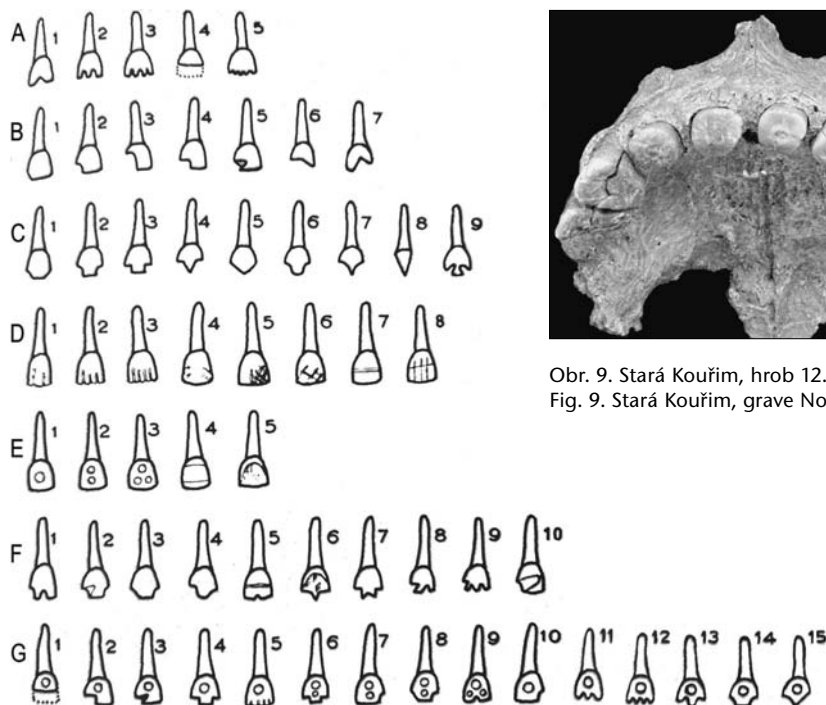 A 1 2 3 4 5
B 1 2 3 4 5 6 7
C 1 2 3 4 5 6 7 8 9
D 1 2 3 4 5 6 7 8
E 1 2 3 4 5
F 1 2 3 4 5 6 7 8 9 10
G 1 2 3 4 5 6 7 8 9 10 11 12 13 14 15
Obr. 9. Stará Kouřim, hrob 12.
Fig. 9. Stará Kouřim, grave No